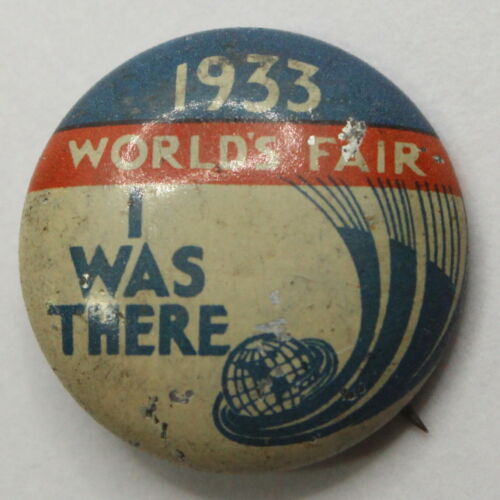 1933
WORLD'S FAIR
I
WAS
THERE